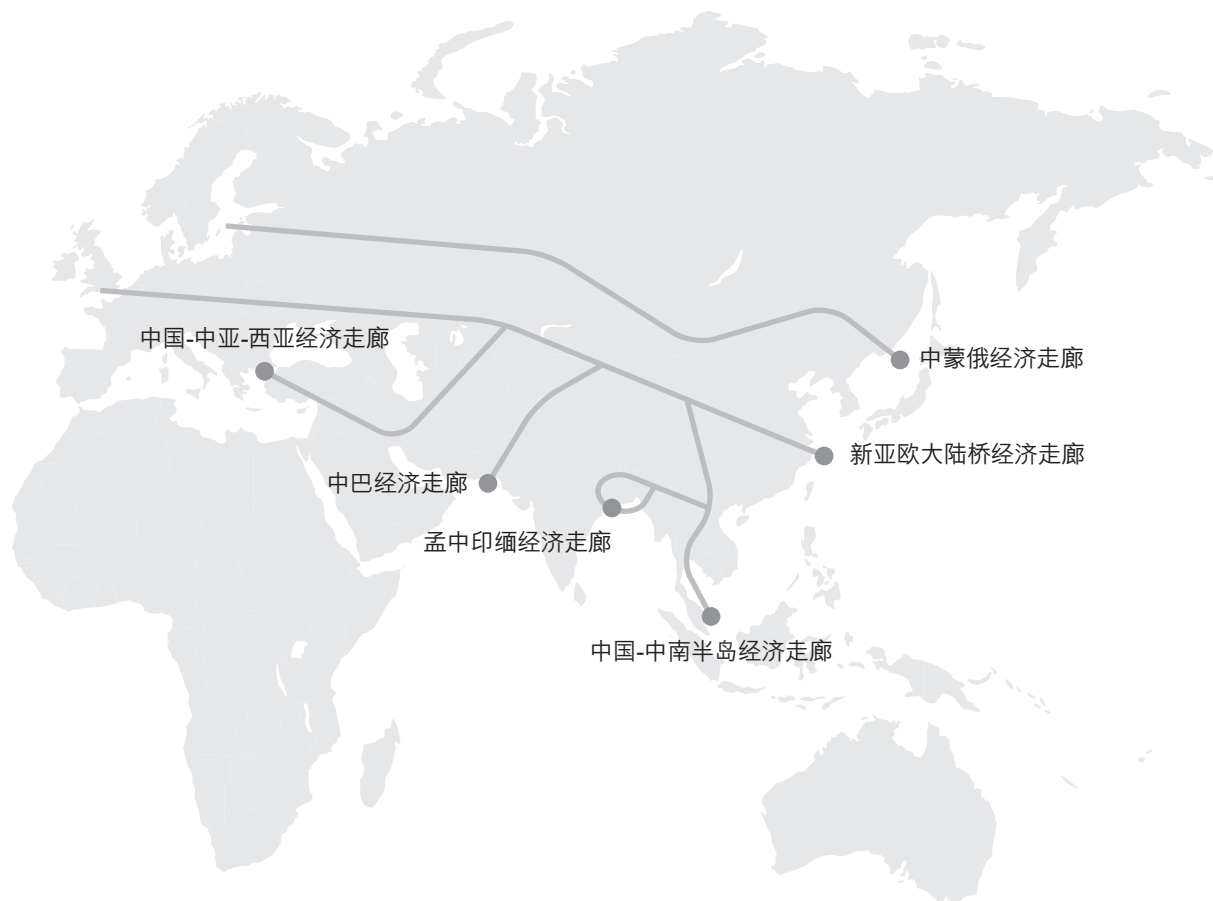 中国-中亚-西亚经济走廊
中蒙俄经济走廊
新亚欧大陆桥经济走廊
中巴经济走廊
孟中印缅经济走廊
中国-中南半岛经济走廊